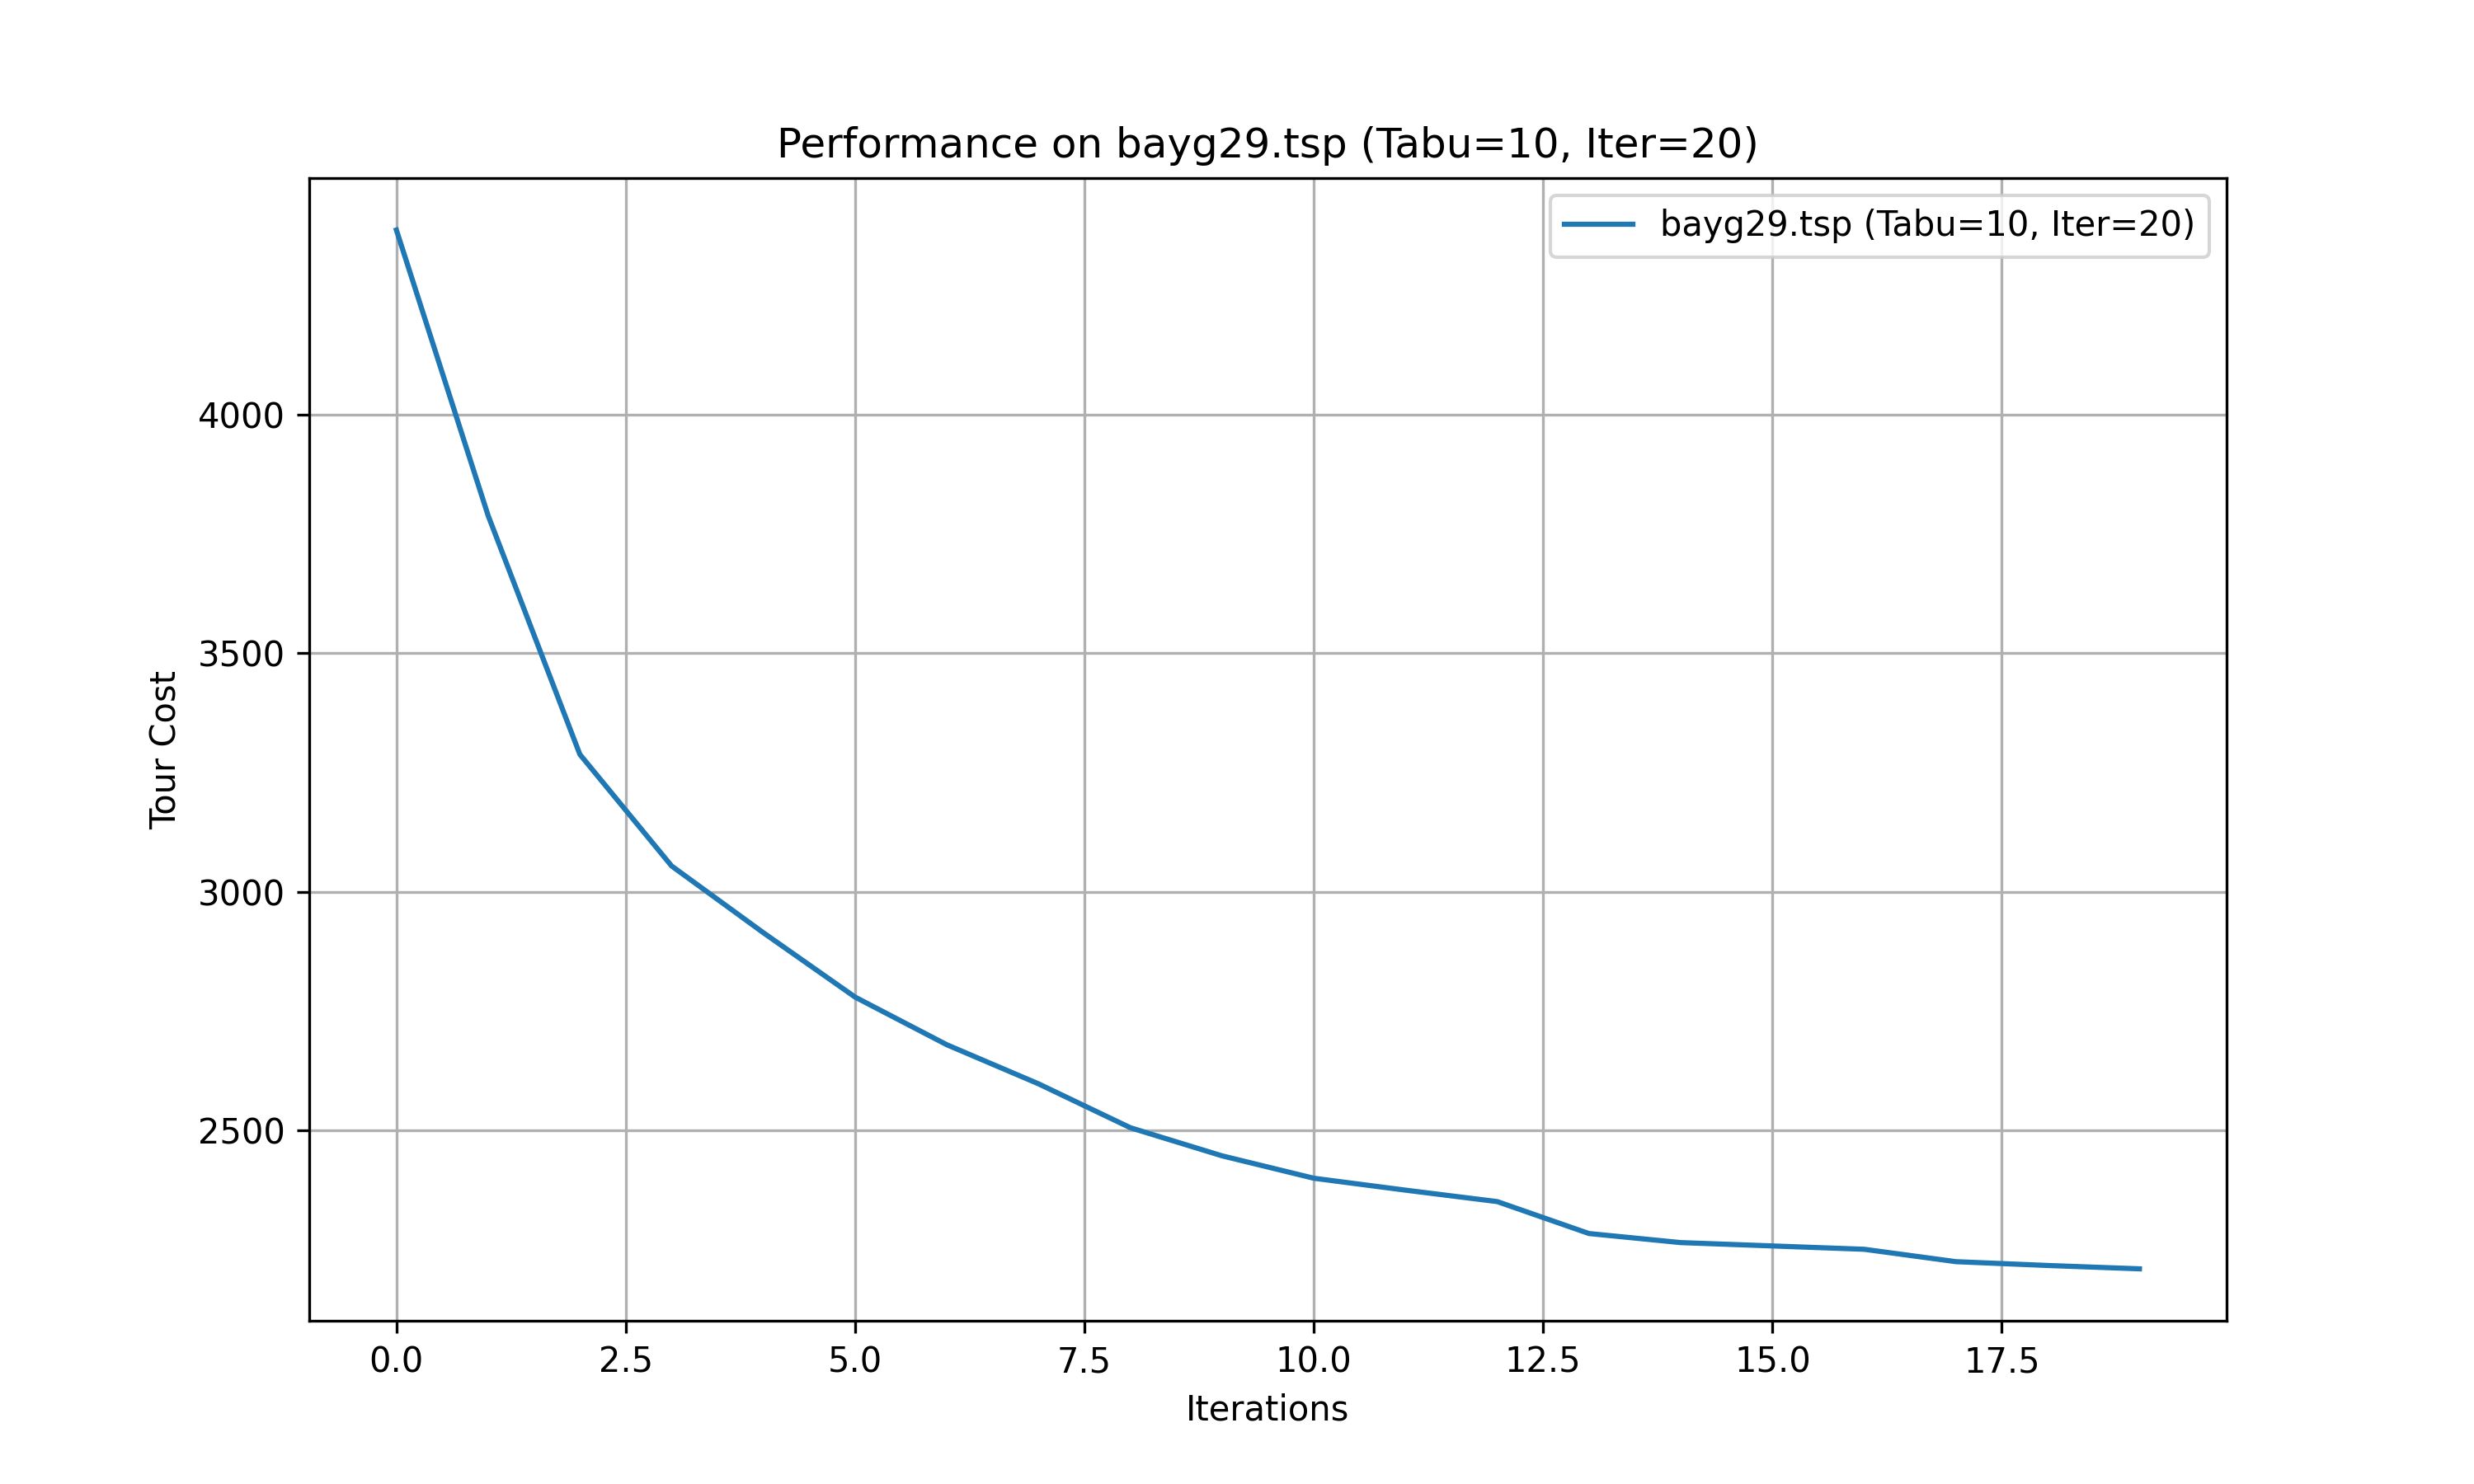 Performance on bayg29.tsp (Tabu=10, Iter=20)
bayg29.tsp (Tabu=10, Iter=20)
Tour Cost
4000
3500
3000
2500
0.0 2.5 5.0 7.5 10.0 12.5 15.0 17.5
Iterations